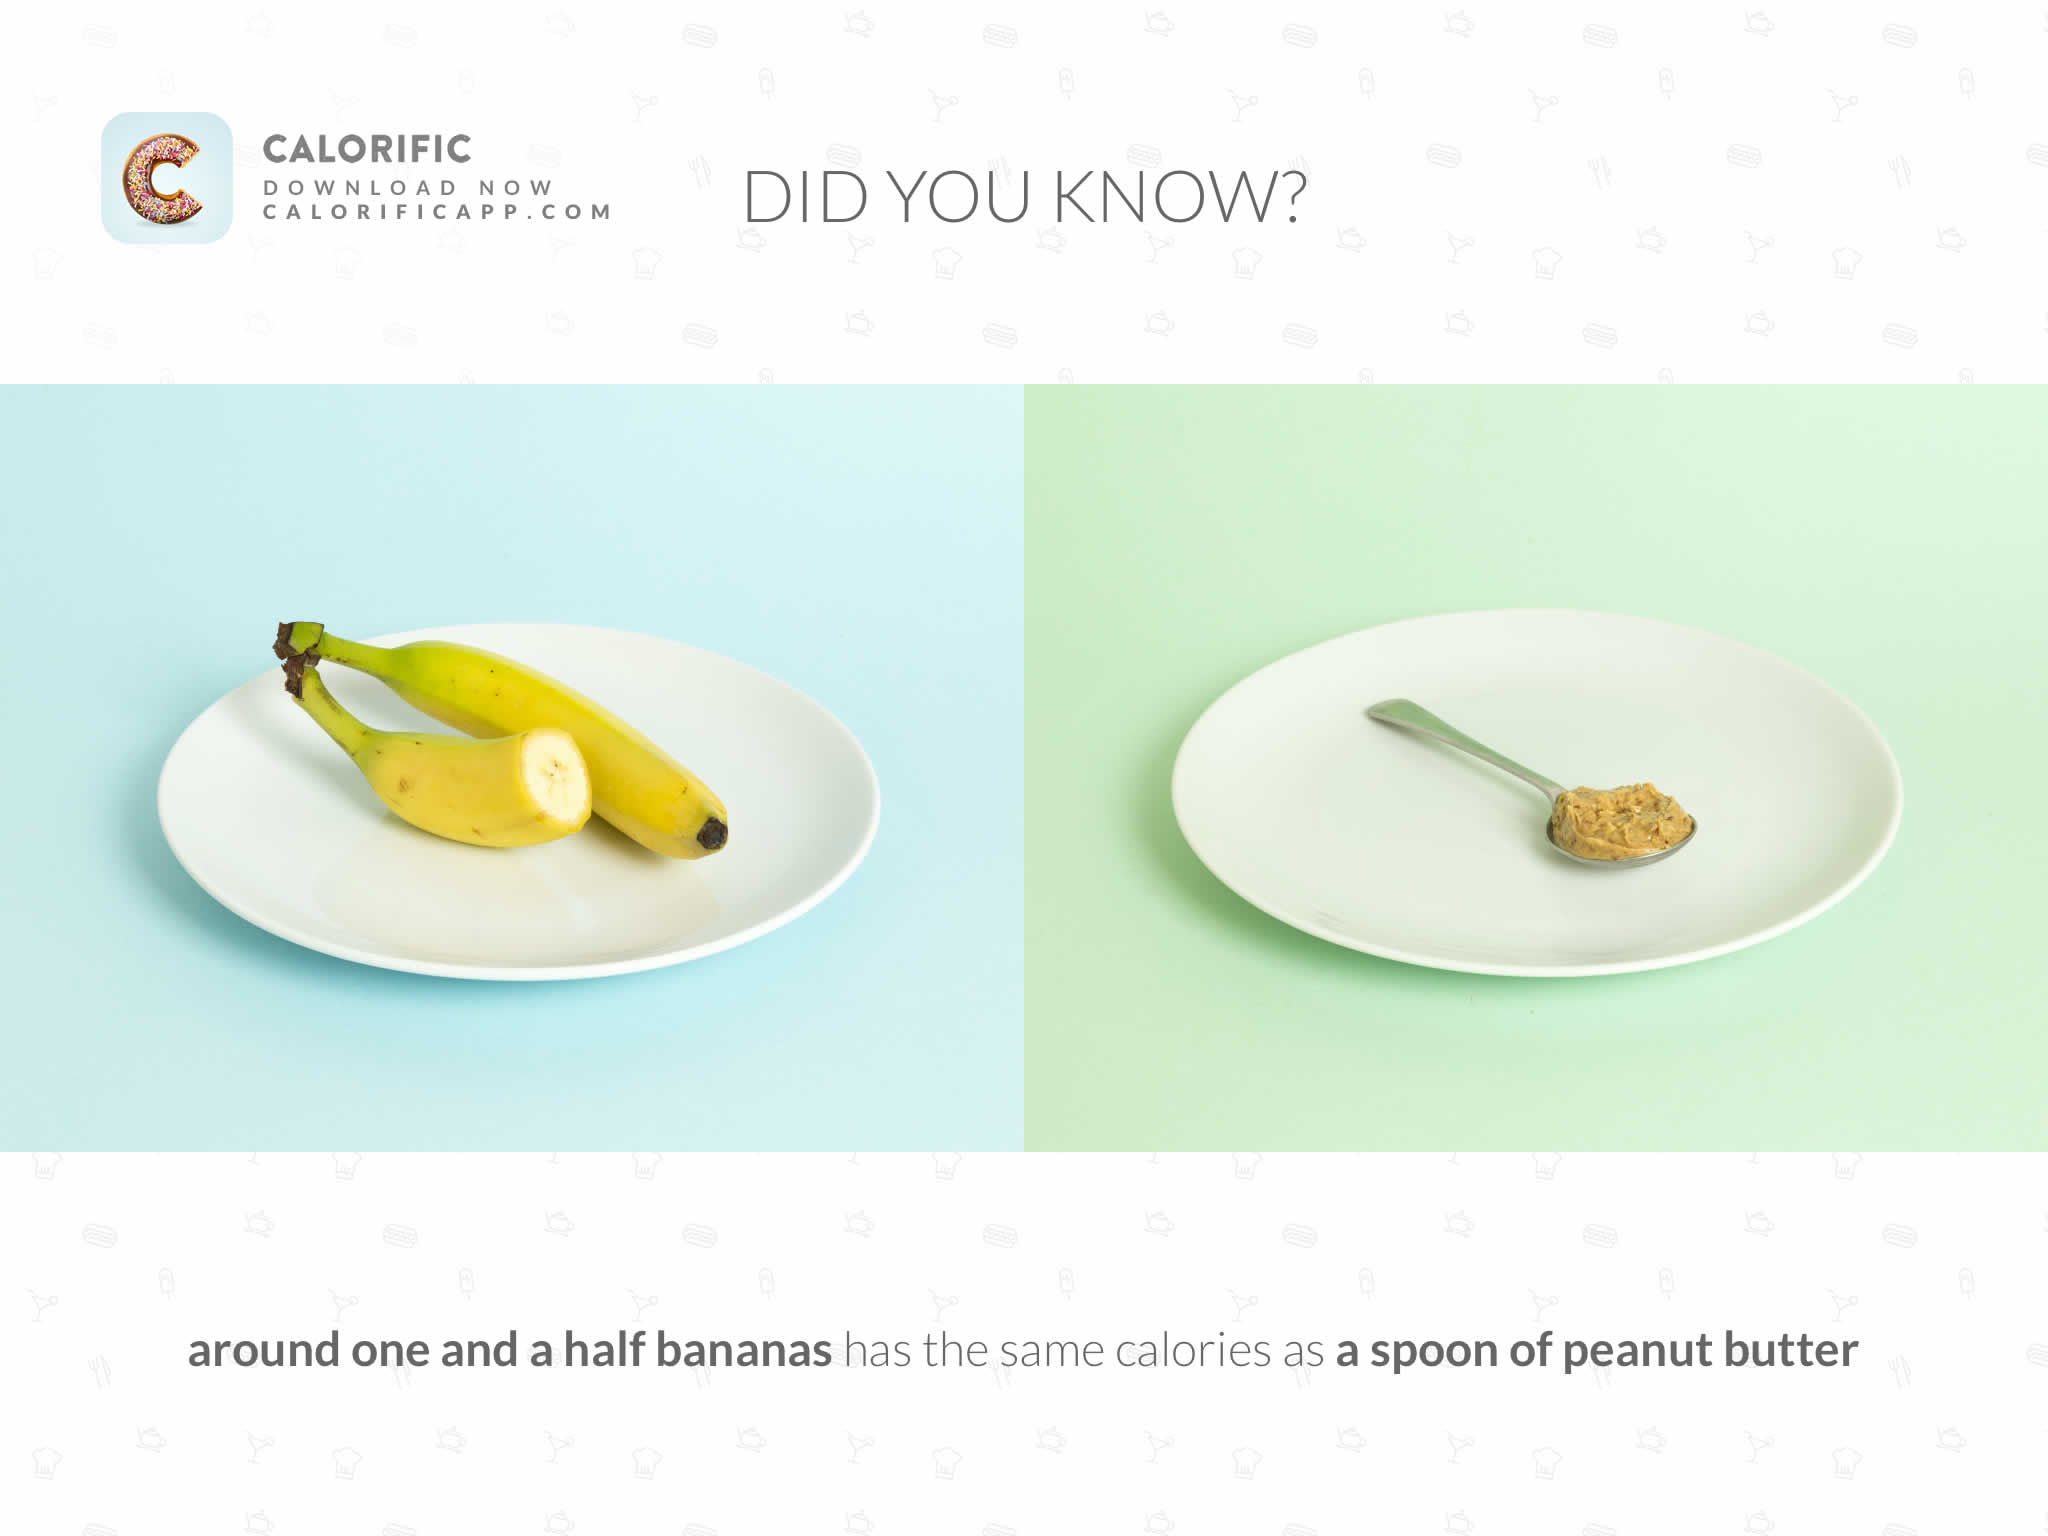 CALORIFIC
DOWNLOAD NOW
CALORIFICAPP.COM
DID YOU KNOW?
around one and a half bananas has the same calories as a spoon of peanut butter